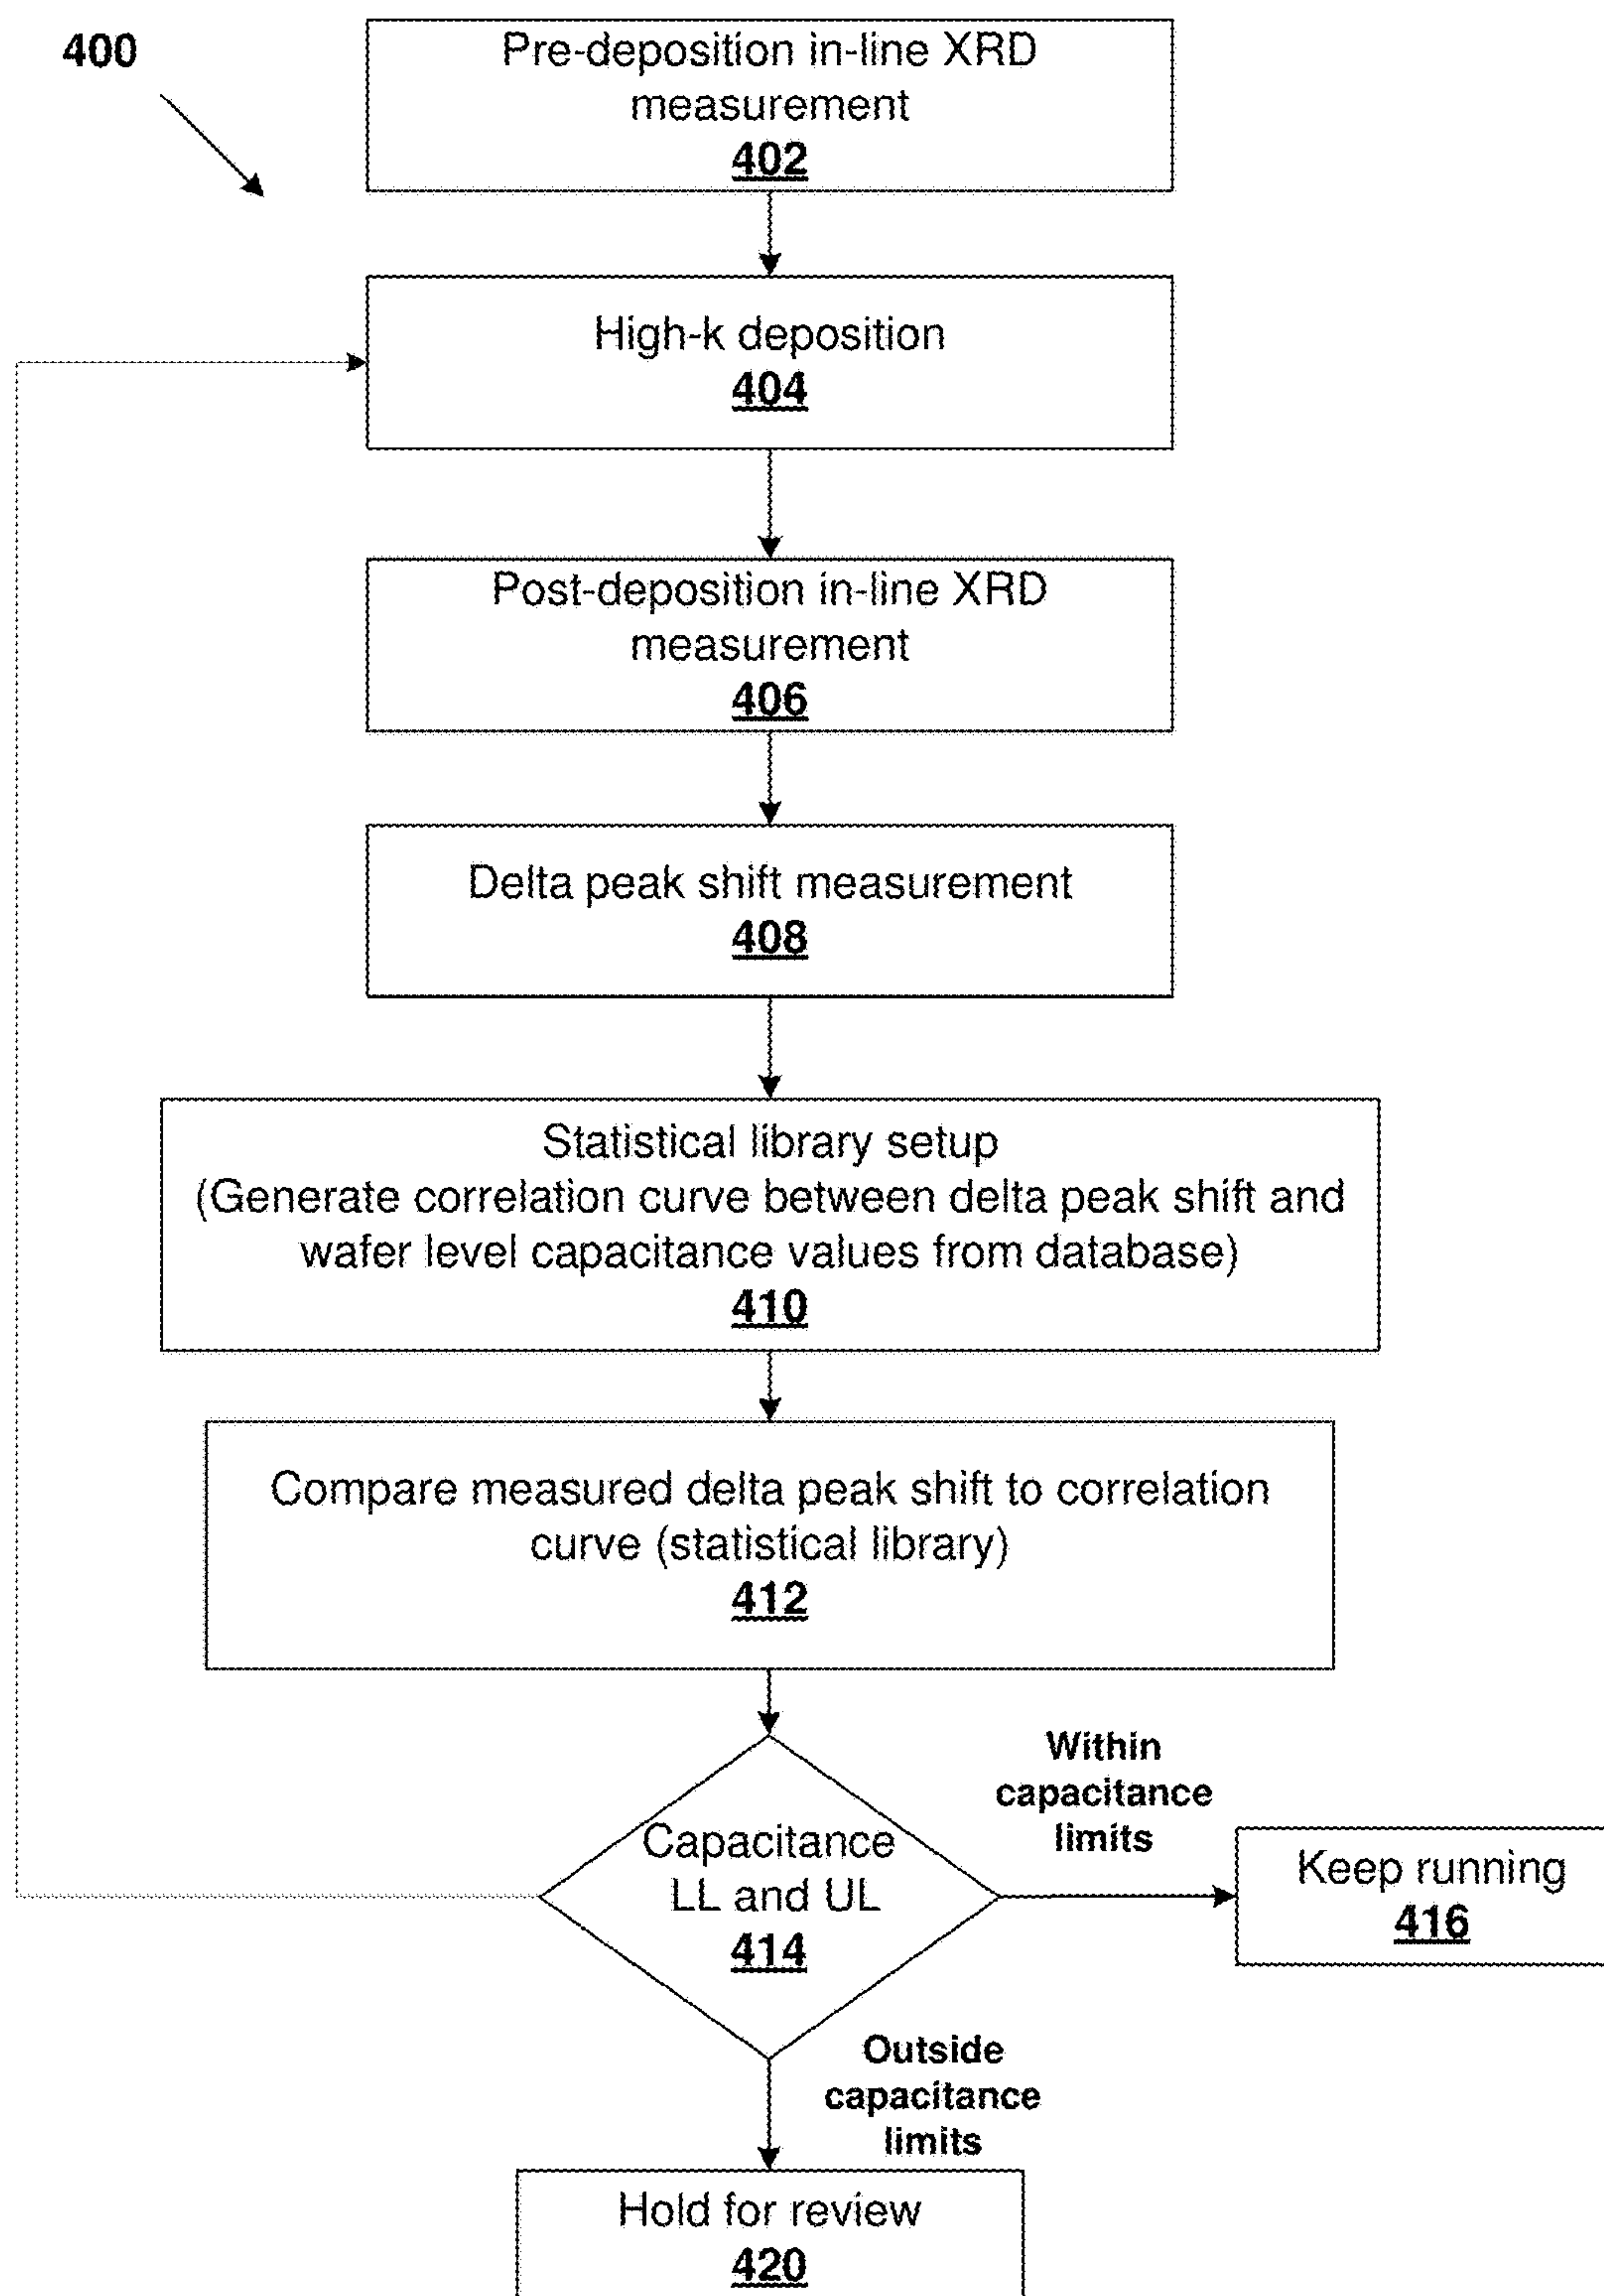 400
Pre-deposition in-line XRD
measurement
402
High-k deposition
404
Post-deposition in-line XRD
measurement
406
Delta peak shift measurement
408
Statistical library setup
(Generate correlation curve between delta peak shift and
wafer level capacitance values from database)
410
Compare measured delta peak shift to correlation
curve (statistical library)
412
Capacitance
LL and UL
414
Within
capacitance
limits
Keep running
416
Outside
capacitance
limits
Hold for review
420